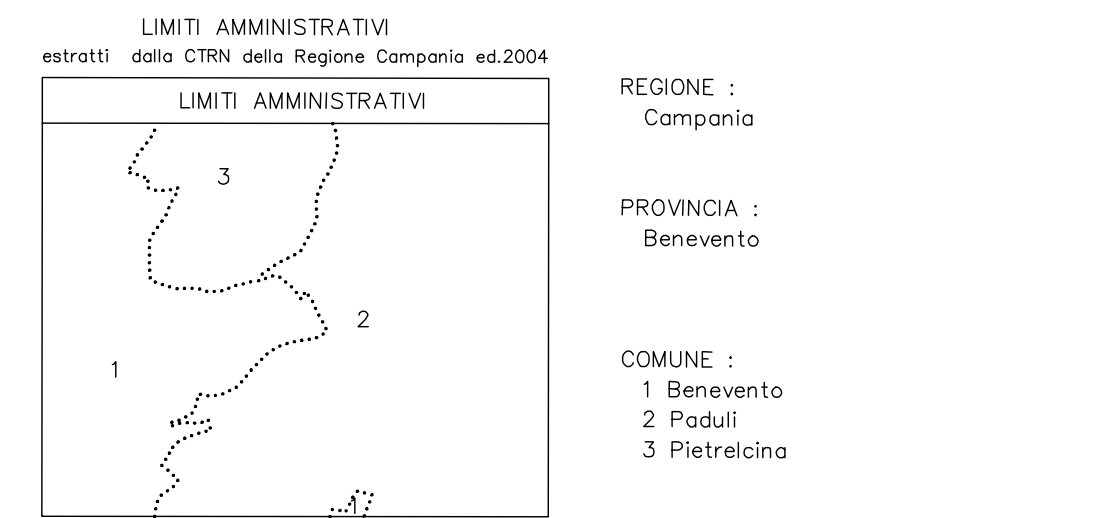 LIMITI AMMINISTRATIVI
estratti dalla CTRN della Regione Campania ed.2004
LIMITI AMMINISTRATIVI
3
2
1
1
REGIONE :
Campania
PROVINCIA :
Benevento
COMUNE :
1 Benevento
2 Paduli
3 Pietrelcina